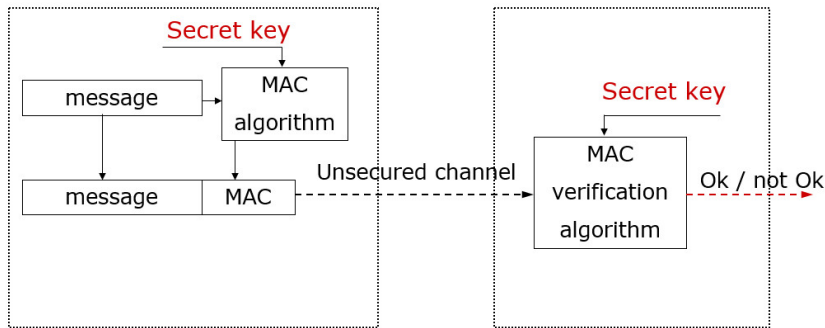 Secret key
message
MAC
algorithm
message
MAC
Unsecured channel
Secret key
MAC
verification
algorithm
Ok / not Ok